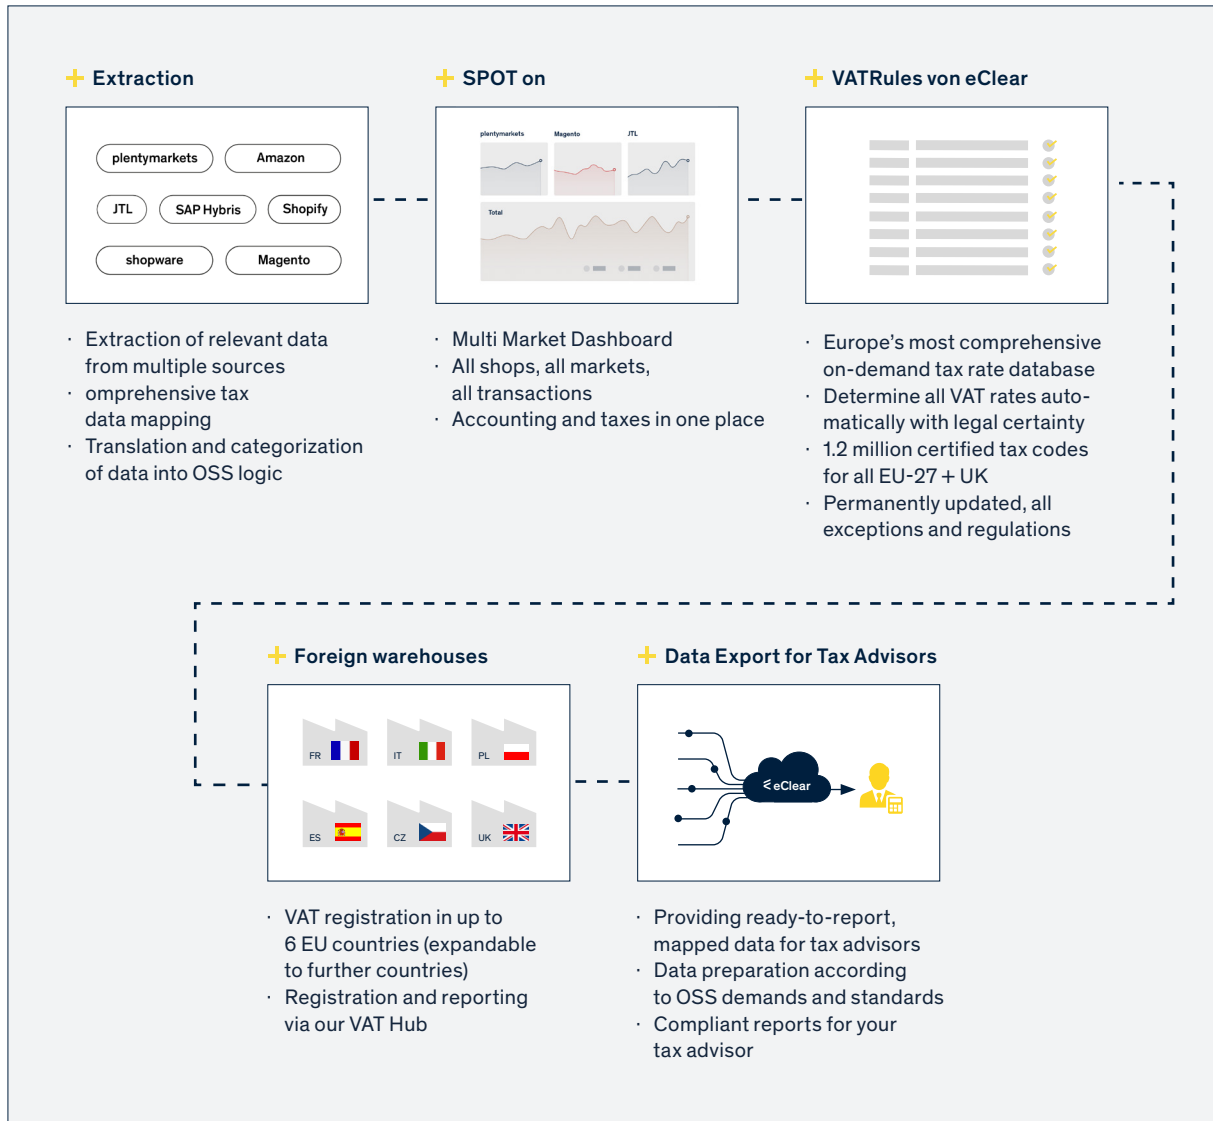 Extraction
plentymarkets
Amazon
JTL
SAP Hybris
Shopify
shopware
Magento
· Extraction of relevant data
from multiple sources
· omprehensive tax
data mapping
· Translation and categorization
of data into OSS logic
SPOT on
plentymarkets
Magento
JTL
Total
· Multi Market Dashboard
· All shops, all markets,
all transactions
· Accounting and taxes in one place
VATRules von eClear
· Europe’s most comprehensive
on-demand tax rate database
· Determine all VAT rates auto-
matically with legal certainty
· 1.2 million certified tax codes
for all EU-27 + UK
· Permanently updated, all
exceptions and regulations
Foreign warehouses
FR
IT
PL
ES
CZ
UK
· VAT registration in up to
6 EU countries (expandable
to further countries)
· Registration and reporting
via our VAT Hub
Data Export for Tax Advisors
eClear
· Providing ready-to-report,
mapped data for tax advisors
· Data preparation according
to OSS demands and standards
· Compliant reports for your
tax advisor